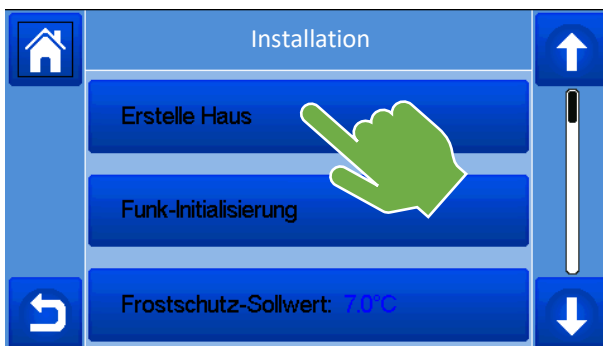 Installation
Erstelle Haus
Funk-Initialisierung
Frostschutz-Sollwert: 7.0°C